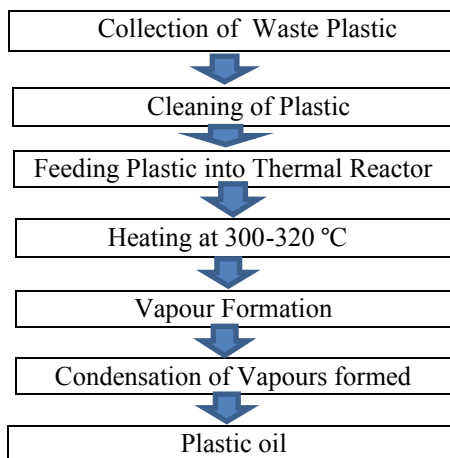 Collection of Waste Plastic
Cleaning of Plastic
Feeding Plastic into Thermal Reactor
Heating at 300-320 ℃
Vapour Formation
Condensation of Vapours formed
Plastic oil